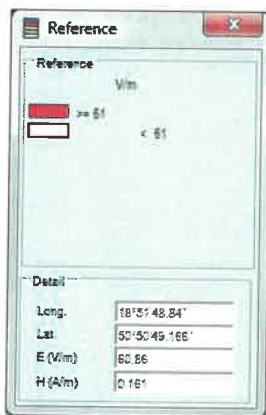 Reference
Reference
V/m
>= 61
< 61
Detail
Long. 18°51'48.84"
Lat. 50°50'49.166"
E (V/m) 60.86
H (A/m) 0.161